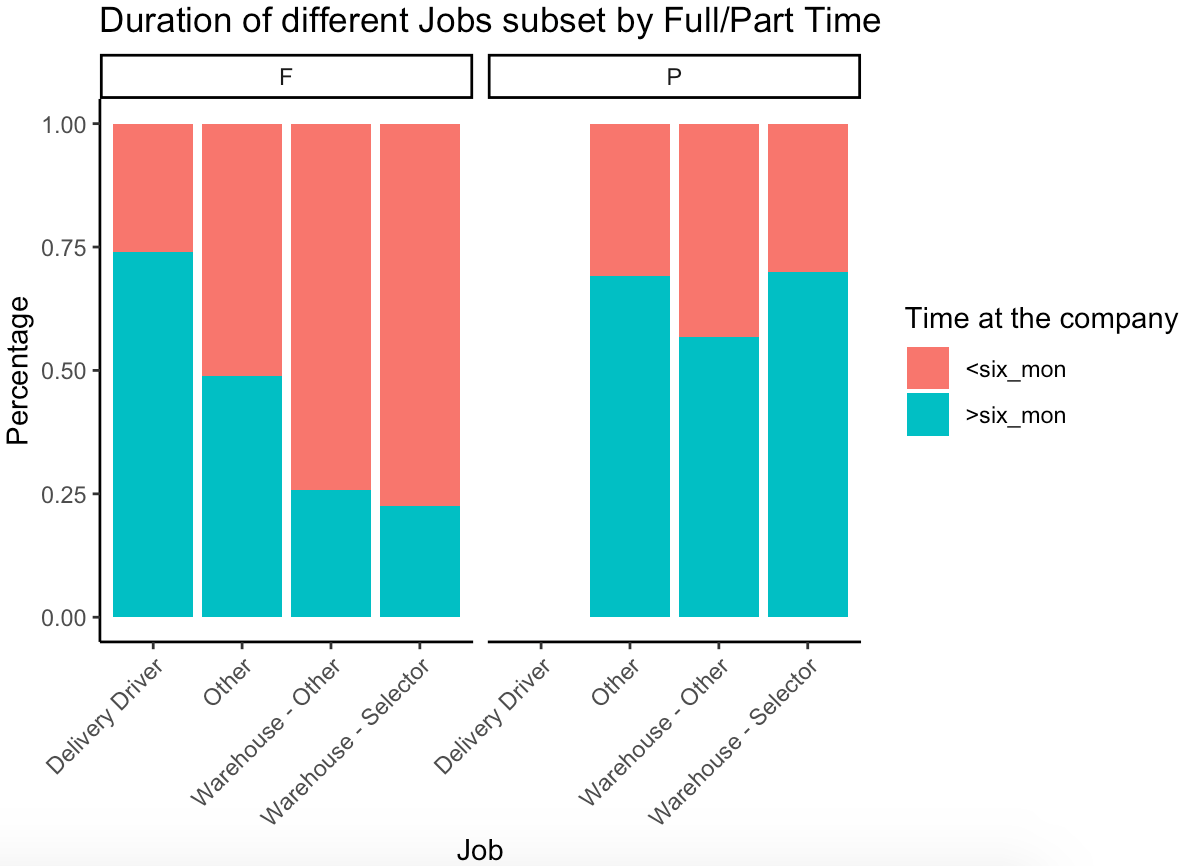 Duration of different Jobs subset by Full/Part Time
F
P
1.00
0.75
0.50
0.25
0.00
Percentage
Delivery Driver
Other
Warehouse - Other
Warehouse - Selector
Delivery Driver
Other
Warehouse - Other
Warehouse - Selector
Job
Time at the company
<six_mon
>six_mon